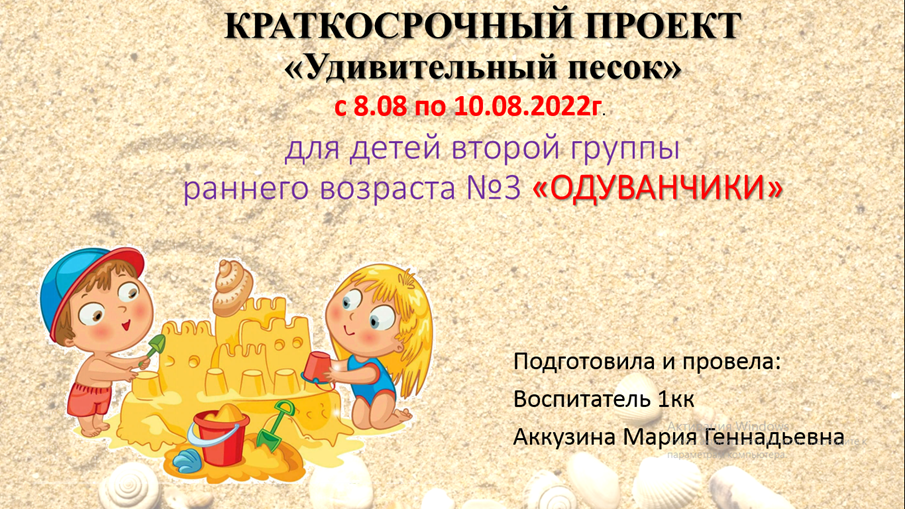 КРАТКОСРОЧНЫЙ ПРОЕКТ
«Удивительный песок»
с 8.08 по 10.08.2022г.
для детей второй группы
раннего возраста №3 «ОДУВАНЧИКИ»
Подготовила и провела:
Воспитатель 1кк
Аккузина Мария Геннадьевна